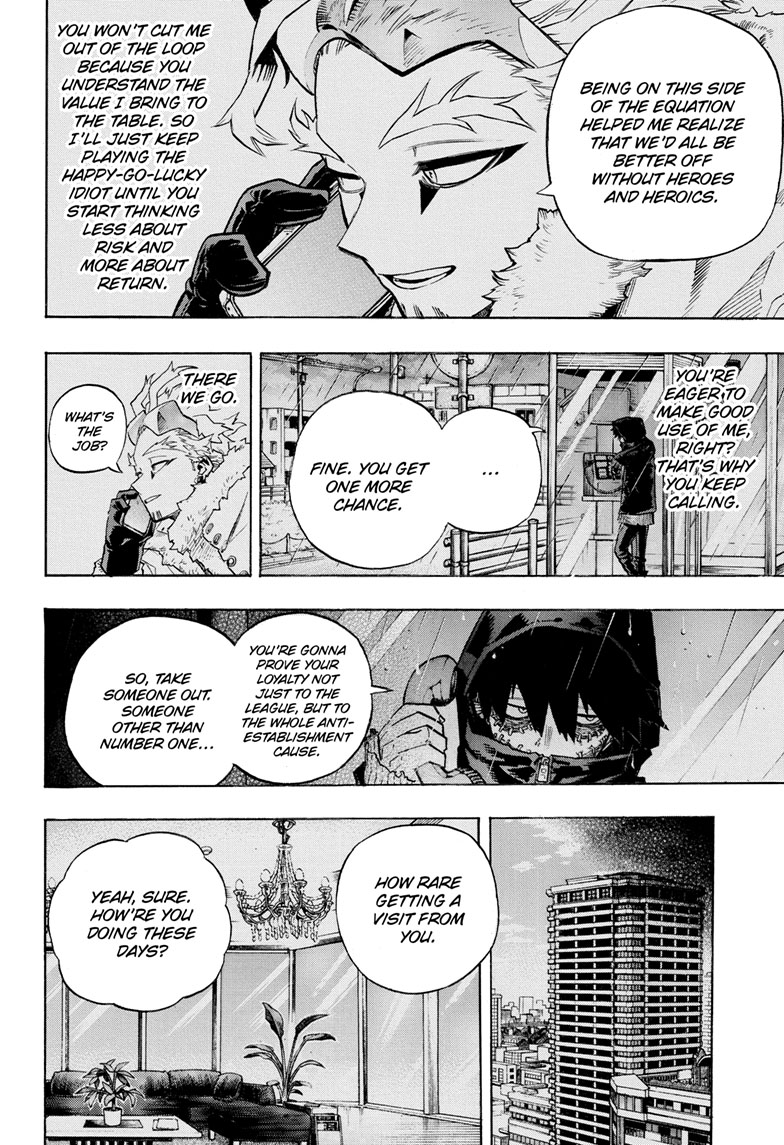 BEING ON THIS SIDE
OF THE EQUATION
HELPED ME REALIZE
THAT WE'D ALL BE
BETTER OFF
WITHOUT HEROES
AND HEROICS.
YOU WON'T CUT ME
OUT OF THE LOOP
BECAUSE YOU
UNDERSTAND THE
VALUE I BRING TO
THE TABLE. SO
I'LL JUST KEEP
PLAYING THE
HAPPY-GO-LUCKY
IDIOT UNTIL YOU
START THINKING
LESS ABOUT
RISK AND
MORE ABOUT
RETURN.
YOU'RE
EAGER TO
MAKE GOOD
USE OF ME,
RIGHT?
THAT'S WHY
YOU KEEP
CALLING.
...
FINE. YOU GET
ONE MORE
CHANCE.
THERE
WE GO.
WHAT'S
THE
JOB?
YOU'RE GONNA
PROVE YOUR
LOYALTY NOT
JUST TO THE
LEAGUE, BUT TO
THE WHOLE ANTI-
ESTABLISHMENT
CAUSE.
SO, TAKE
SOMEONE OUT.
SOMEONE
OTHER THAN
NUMBER ONE...
HOW RARE
GETTING A
VISIT FROM
YOU.
YEAH, SURE.
HOW'RE YOU
DOING THESE
DAYS?